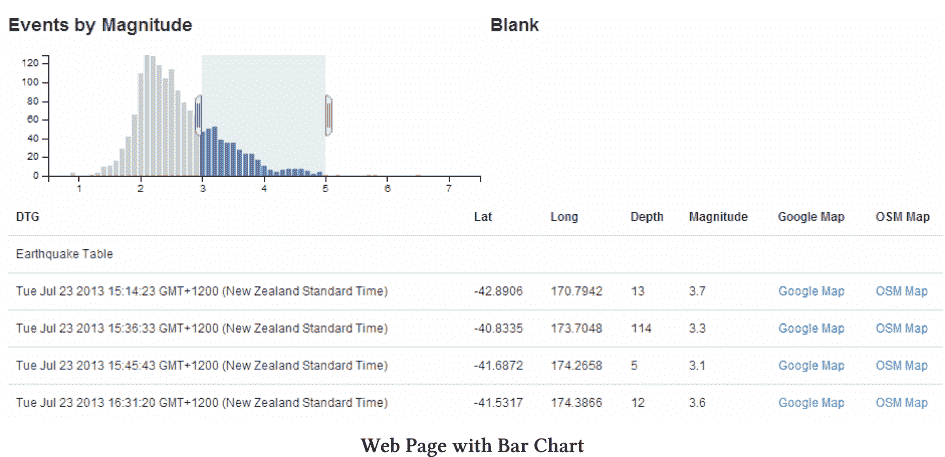 Events by Magnitude
Blank
120
100
80
60
40
20
0
1 2 3 4 5 6 7
DTG Lat Long Depth Magnitude Google Map OSM Map
Earthquake Table
Tue Jul 23 2013 15:14:23 GMT+1200 (New Zealand Standard Time) -42.8906 170.7942 13 3.7 Google Map OSM Map
Tue Jul 23 2013 15:36:33 GMT+1200 (New Zealand Standard Time) -40.8335 173.7048 114 3.3 Google Map OSM Map
Tue Jul 23 2013 15:45:43 GMT+1200 (New Zealand Standard Time) -41.6872 174.2658 5 3.1 Google Map OSM Map
Tue Jul 23 2013 16:31:20 GMT+1200 (New Zealand Standard Time) -41.5317 174.3866 12 3.6 Google Map OSM Map
Web Page with Bar Chart